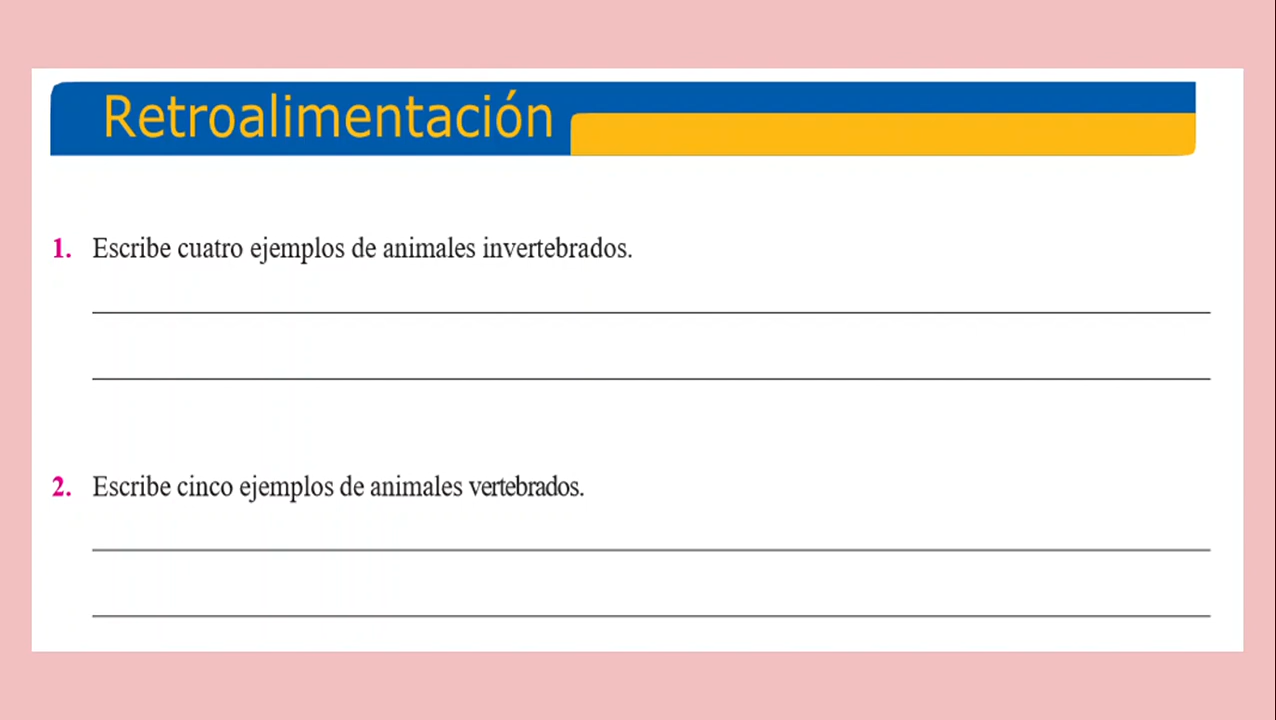 Retroalimentación
1. Escribe cuatro ejemplos de animales invertebrados.
2. Escribe cinco ejemplos de animales vertebrados.